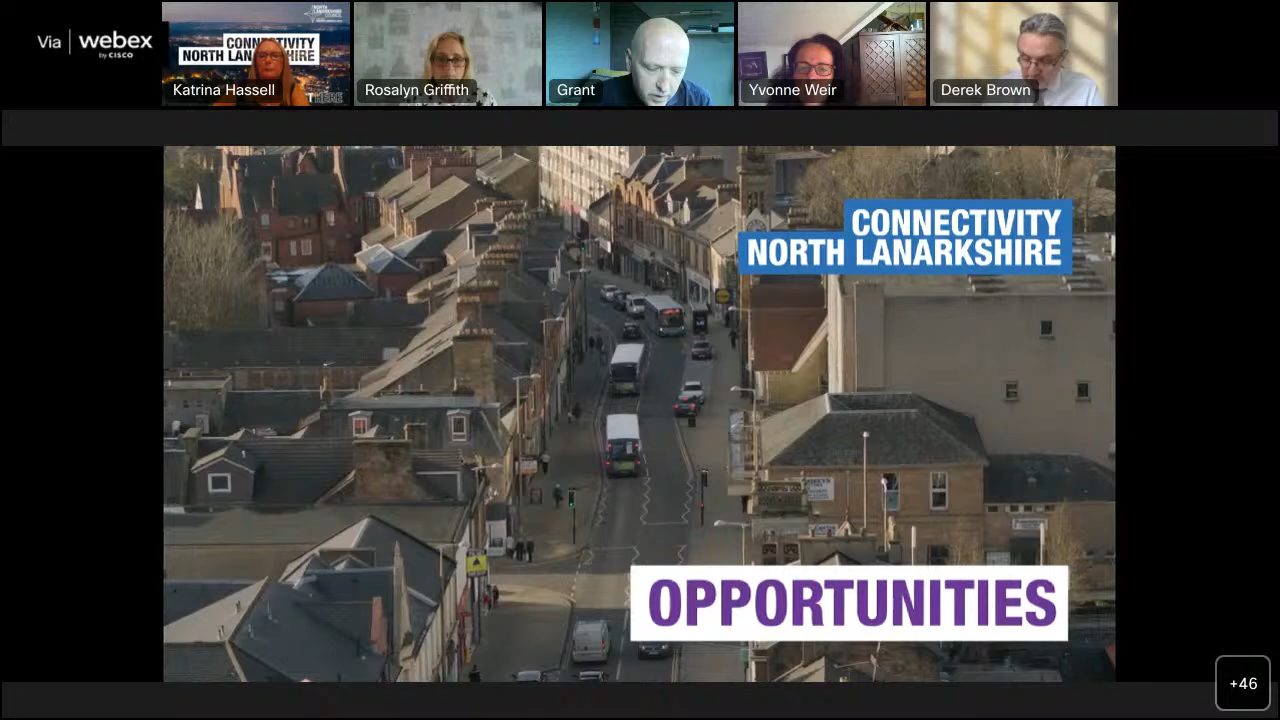 Via webex
by CISCO
CONNECTIVITY
NORTH LANARKSHIRE
Katrina Hassell
Rosalyn Griffith
Grant
Yvonne Weir
Derek Brown
CONNECTIVITY
NORTH LANARKSHIRE
OPPORTUNITIES
+46